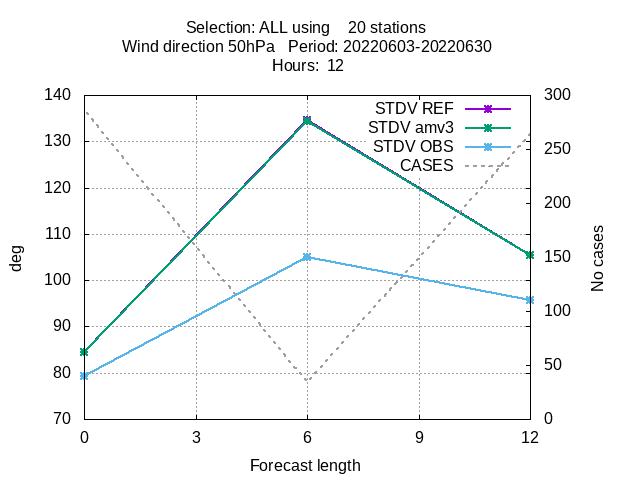 Selection: ALL using    20 stations
Wind direction 50hPa   Period: 20220603-20220630
Hours:  12
140
130
120
110
100
90
80
70
deg
300
250
200
150
100
50
0
No cases
STDV REF
STDV amv3
STDV OBS
CASES
0 3 6 9 12
Forecast length